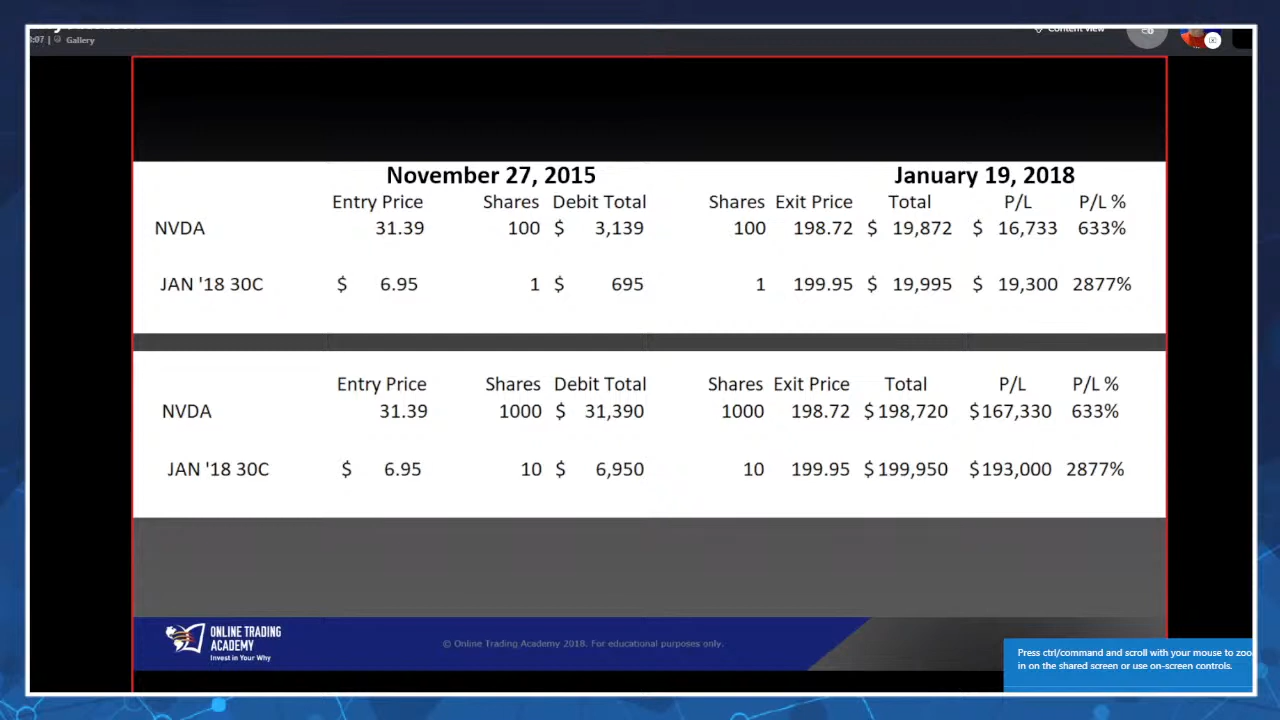 :07 | Gallery
Content view
November 27, 2015 January 19, 2018
Entry Price Shares Debit Total Shares Exit Price Total P/L P/L %
NVDA 31.39 100 $ 3,139 100 198.72 $ 19,872 $ 16,733 633%
JAN '18 30C $ 6.95 1 $ 695 1 199.95 $ 19,995 $ 19,300 2877%
Entry Price Shares Debit Total Shares Exit Price Total P/L P/L %
NVDA 31.39 1000 $ 31,390 1000 198.72 $198,720 $167,330 633%
JAN '18 30C $ 6.95 10 $ 6,950 10 199.95 $199,950 $193,000 2877%
ONLINE TRADING
ACADEMY
Invest in Your Why
© Online Trading Academy 2018. For educational purposes only.
Press ctrl/command and scroll with your mouse to zoo
in on the shared screen or use on-screen controls.